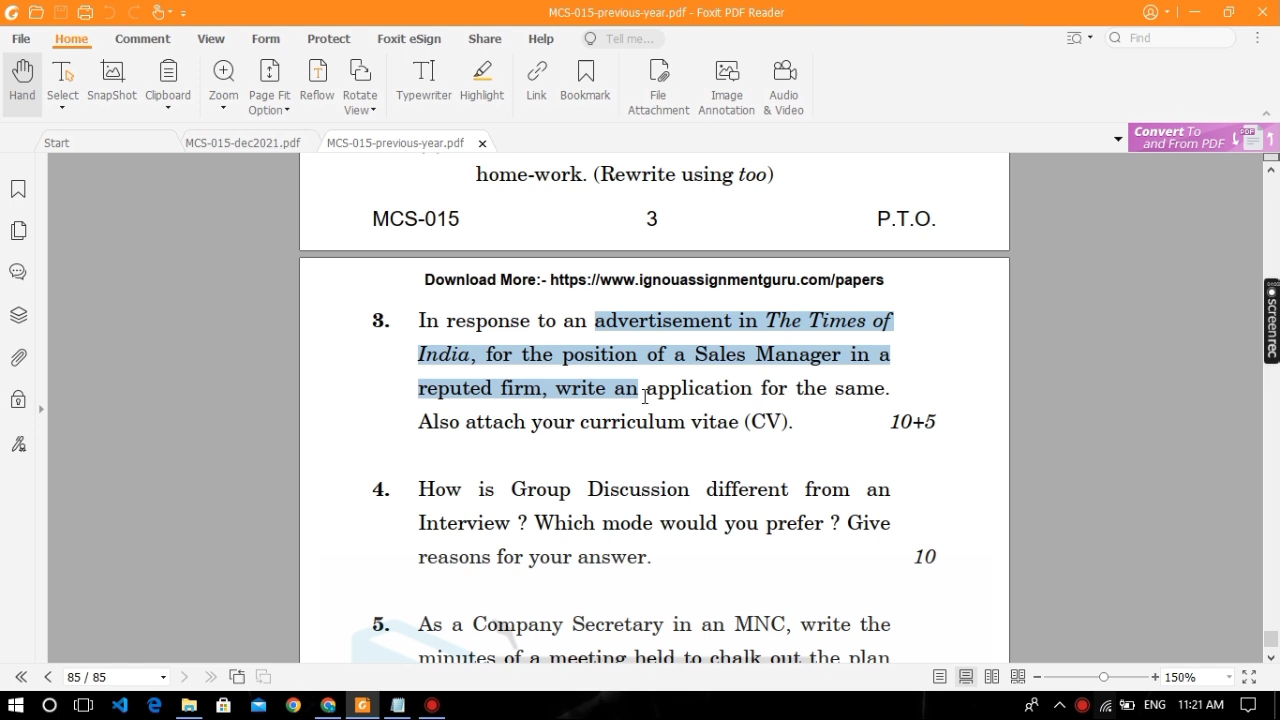 MCS-015-previous-year.pdf - Foxit PDF Reader
File Home Comment View Form Protect Foxit eSign Share Help Tell me... Find
Hand Select SnapShot Clipboard Zoom Page Fit Option Reflow Rotate View Typewriter Highlight Link Bookmark File Attachment Image Annotation Audio & Video
Start MCS-015-dec2021.pdf MCS-015-previous-year.pdf
Convert To
and From PDF
PDF
home-work. (Rewrite using too)
MCS-015 3 P.T.O.
Download More:- https://www.ignouassignmentguru.com/papers
3. In response to an advertisement in The Times of
India, for the position of a Sales Manager in a
reputed firm, write an application for the same.
Also attach your curriculum vitae (CV). 10+5
4. How is Group Discussion different from an
Interview ? Which mode would you prefer ? Give
reasons for your answer. 10
5. As a Company Secretary in an MNC, write the
minutes of a meeting held to chalk out the plan
screenrec
85 / 85 150%
ENG 11:21 AM